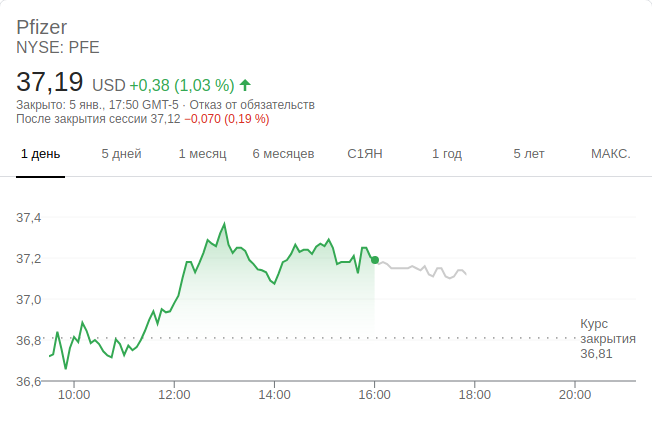 Pfizer
NYSE: PFE
37,19 USD +0,38 (1,03 %)
Закрыто: 5 янв., 17:50 GMT-5 · Отказ от обязательств
После закрытия сессии 37,12 −0,070 (0,19 %)
1 день 5 дней 1 месяц 6 месяцев С1ЯН 1 год 5 лет МАКС.
37,4
37,2
37,0
36,8
36,6
Курс
закрытия
36,81
10:00 12:00 14:00 16:00 18:00 20:00